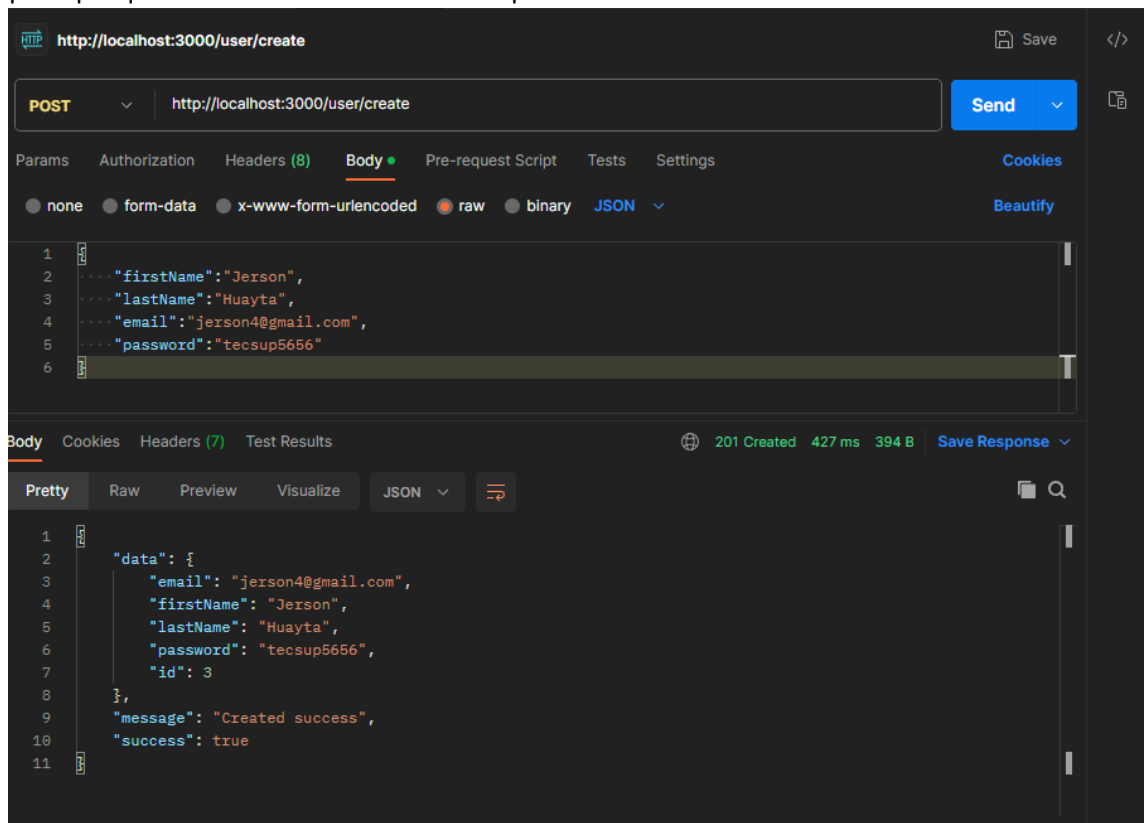 HTTP http://localhost:3000/user/create Save </>
POST http://localhost:3000/user/create Send
Params Authorization Headers (8) Body Pre-request Script Tests Settings Cookies
none form-data x-www-form-urlencoded raw binary JSON Beautify
1 {
2 ····"firstName":"Jerson",
3 ····"lastName":"Huayta",
4 ····"email":"jerson4@gmail.com",
5 ····"password":"tecsup5656"
6 }
Body Cookies Headers (7) Test Results 201 Created 427 ms 394 B Save Response
Pretty Raw Preview Visualize JSON
1 {
2 "data": {
3 "email": "jerson4@gmail.com",
4 "firstName": "Jerson",
5 "lastName": "Huayta",
6 "password": "tecsup5656",
7 "id": 3
8 },
9 "message": "Created success",
10 "success": true
11 }